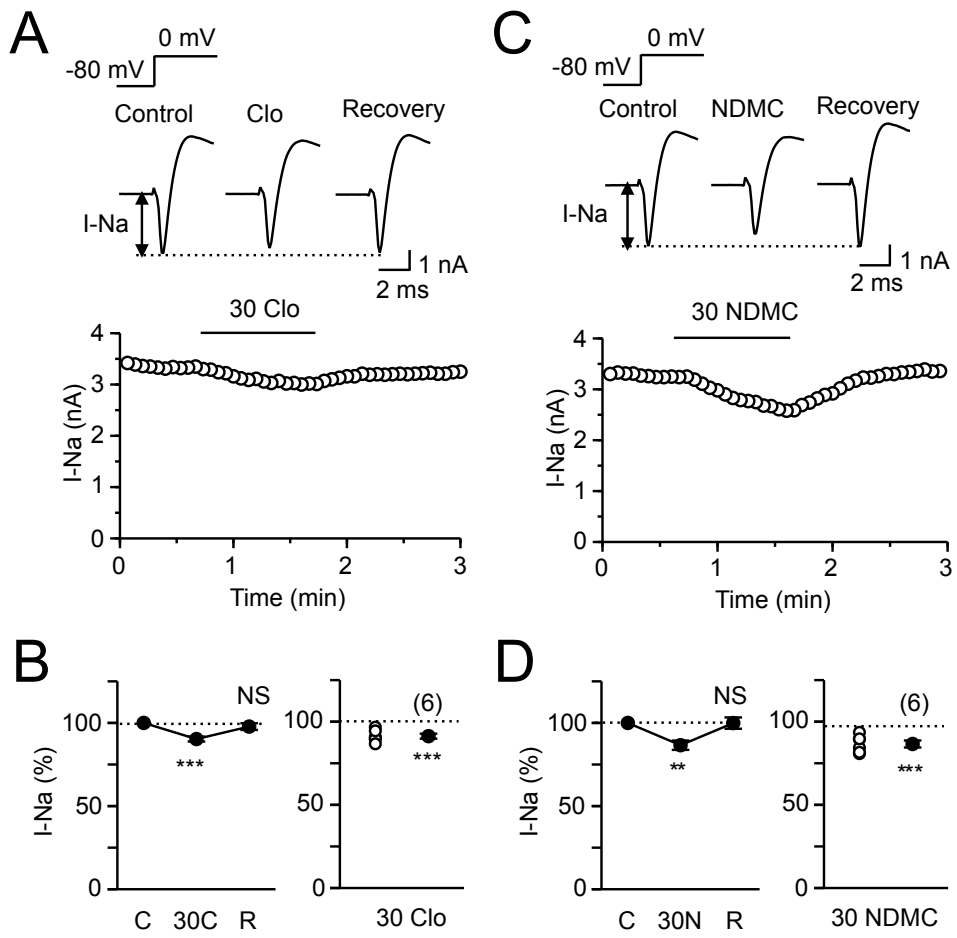 A
0 mV
-80 mV
Control
Clo
Recovery
I-Na
1 nA
2 ms
30 Clo
4
3
2
1
0
I-Na (nA)
0
1
2
3
Time (min)
C
0 mV
-80 mV
Control
NDMC
Recovery
I-Na
1 nA
2 ms
30 NDMC
4
3
2
1
0
I-Na (nA)
0
1
2
3
Time (min)
B
NS
100
50
0
I-Na (%)
***
C
30C
R
(6)
100
50
0
***
30 Clo
D
NS
100
50
0
I-Na (%)
**
C
30N
R
(6)
100
50
0
***
30 NDMC